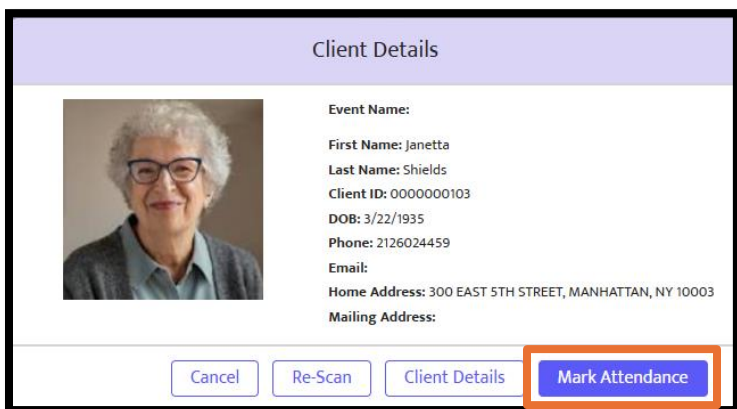 Client Details
Event Name:
First Name: Janetta
Last Name: Shields
Client ID: 0000000103
DOB: 3/22/1935
Phone: 2126024459
Email:
Home Address: 300 EAST 5TH STREET, MANHATTAN, NY 10003
Mailing Address:
Cancel Re-Scan Client Details Mark Attendance